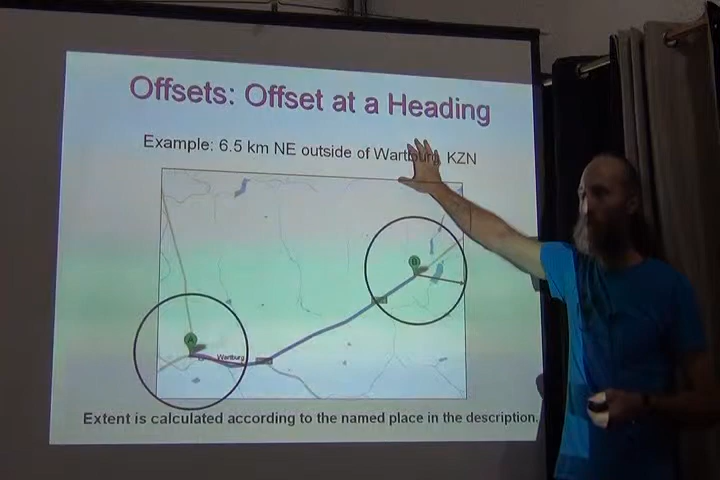 Offsets: Offset at a Heading
Example: 6.5 km NE outside of Wartburg, KZN
B
A
Wartburg
Extent is calculated according to the named place in the description.